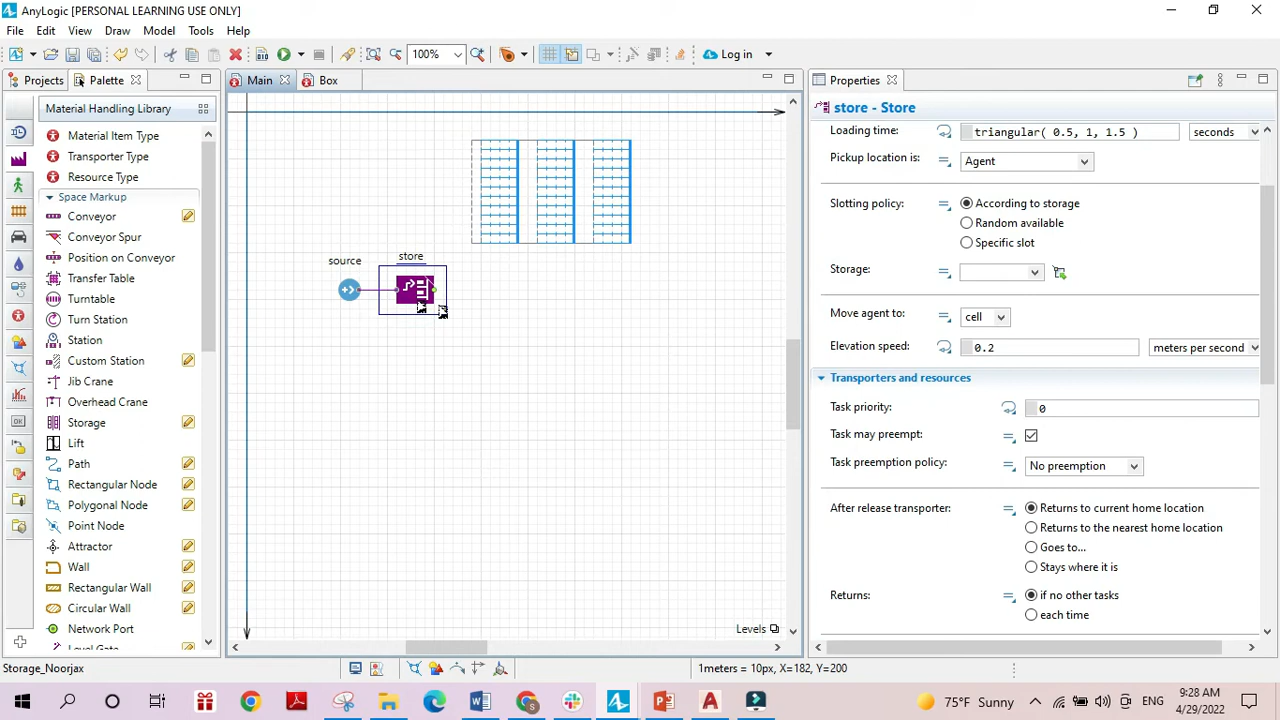 AnyLogic [PERSONAL LEARNING USE ONLY]
File Edit View Draw Model Tools Help
100% Log in
Projects Palette Main Box Properties
Material Handling Library
store - Store
Material Item Type
Transporter Type
Resource Type
Space Markup
Conveyor
Conveyor Spur
Position on Conveyor
Transfer Table
Turntable
Turn Station
Station
Custom Station
Jib Crane
Overhead Crane
Storage
Lift
Path
Rectangular Node
Polygonal Node
Point Node
Attractor
Wall
Rectangular Wall
Circular Wall
Network Port
Level Gate
source
store
Levels
Loading time: triangular( 0.5, 1, 1.5 ) seconds
Pickup location is: Agent
Slotting policy: According to storage
Random available
Specific slot
Storage:
Move agent to: cell
Elevation speed: 0.2 meters per second
Transporters and resources
Task priority: 0
Task may preempt:
Task preemption policy: No preemption
After release transporter: Returns to current home location
Returns to the nearest home location
Goes to...
Stays where it is
Returns: if no other tasks
each time
Storage_Noorjax
1meters = 10px, X=182, Y=200
75°F Sunny
ENG
9:28 AM
4/29/2022